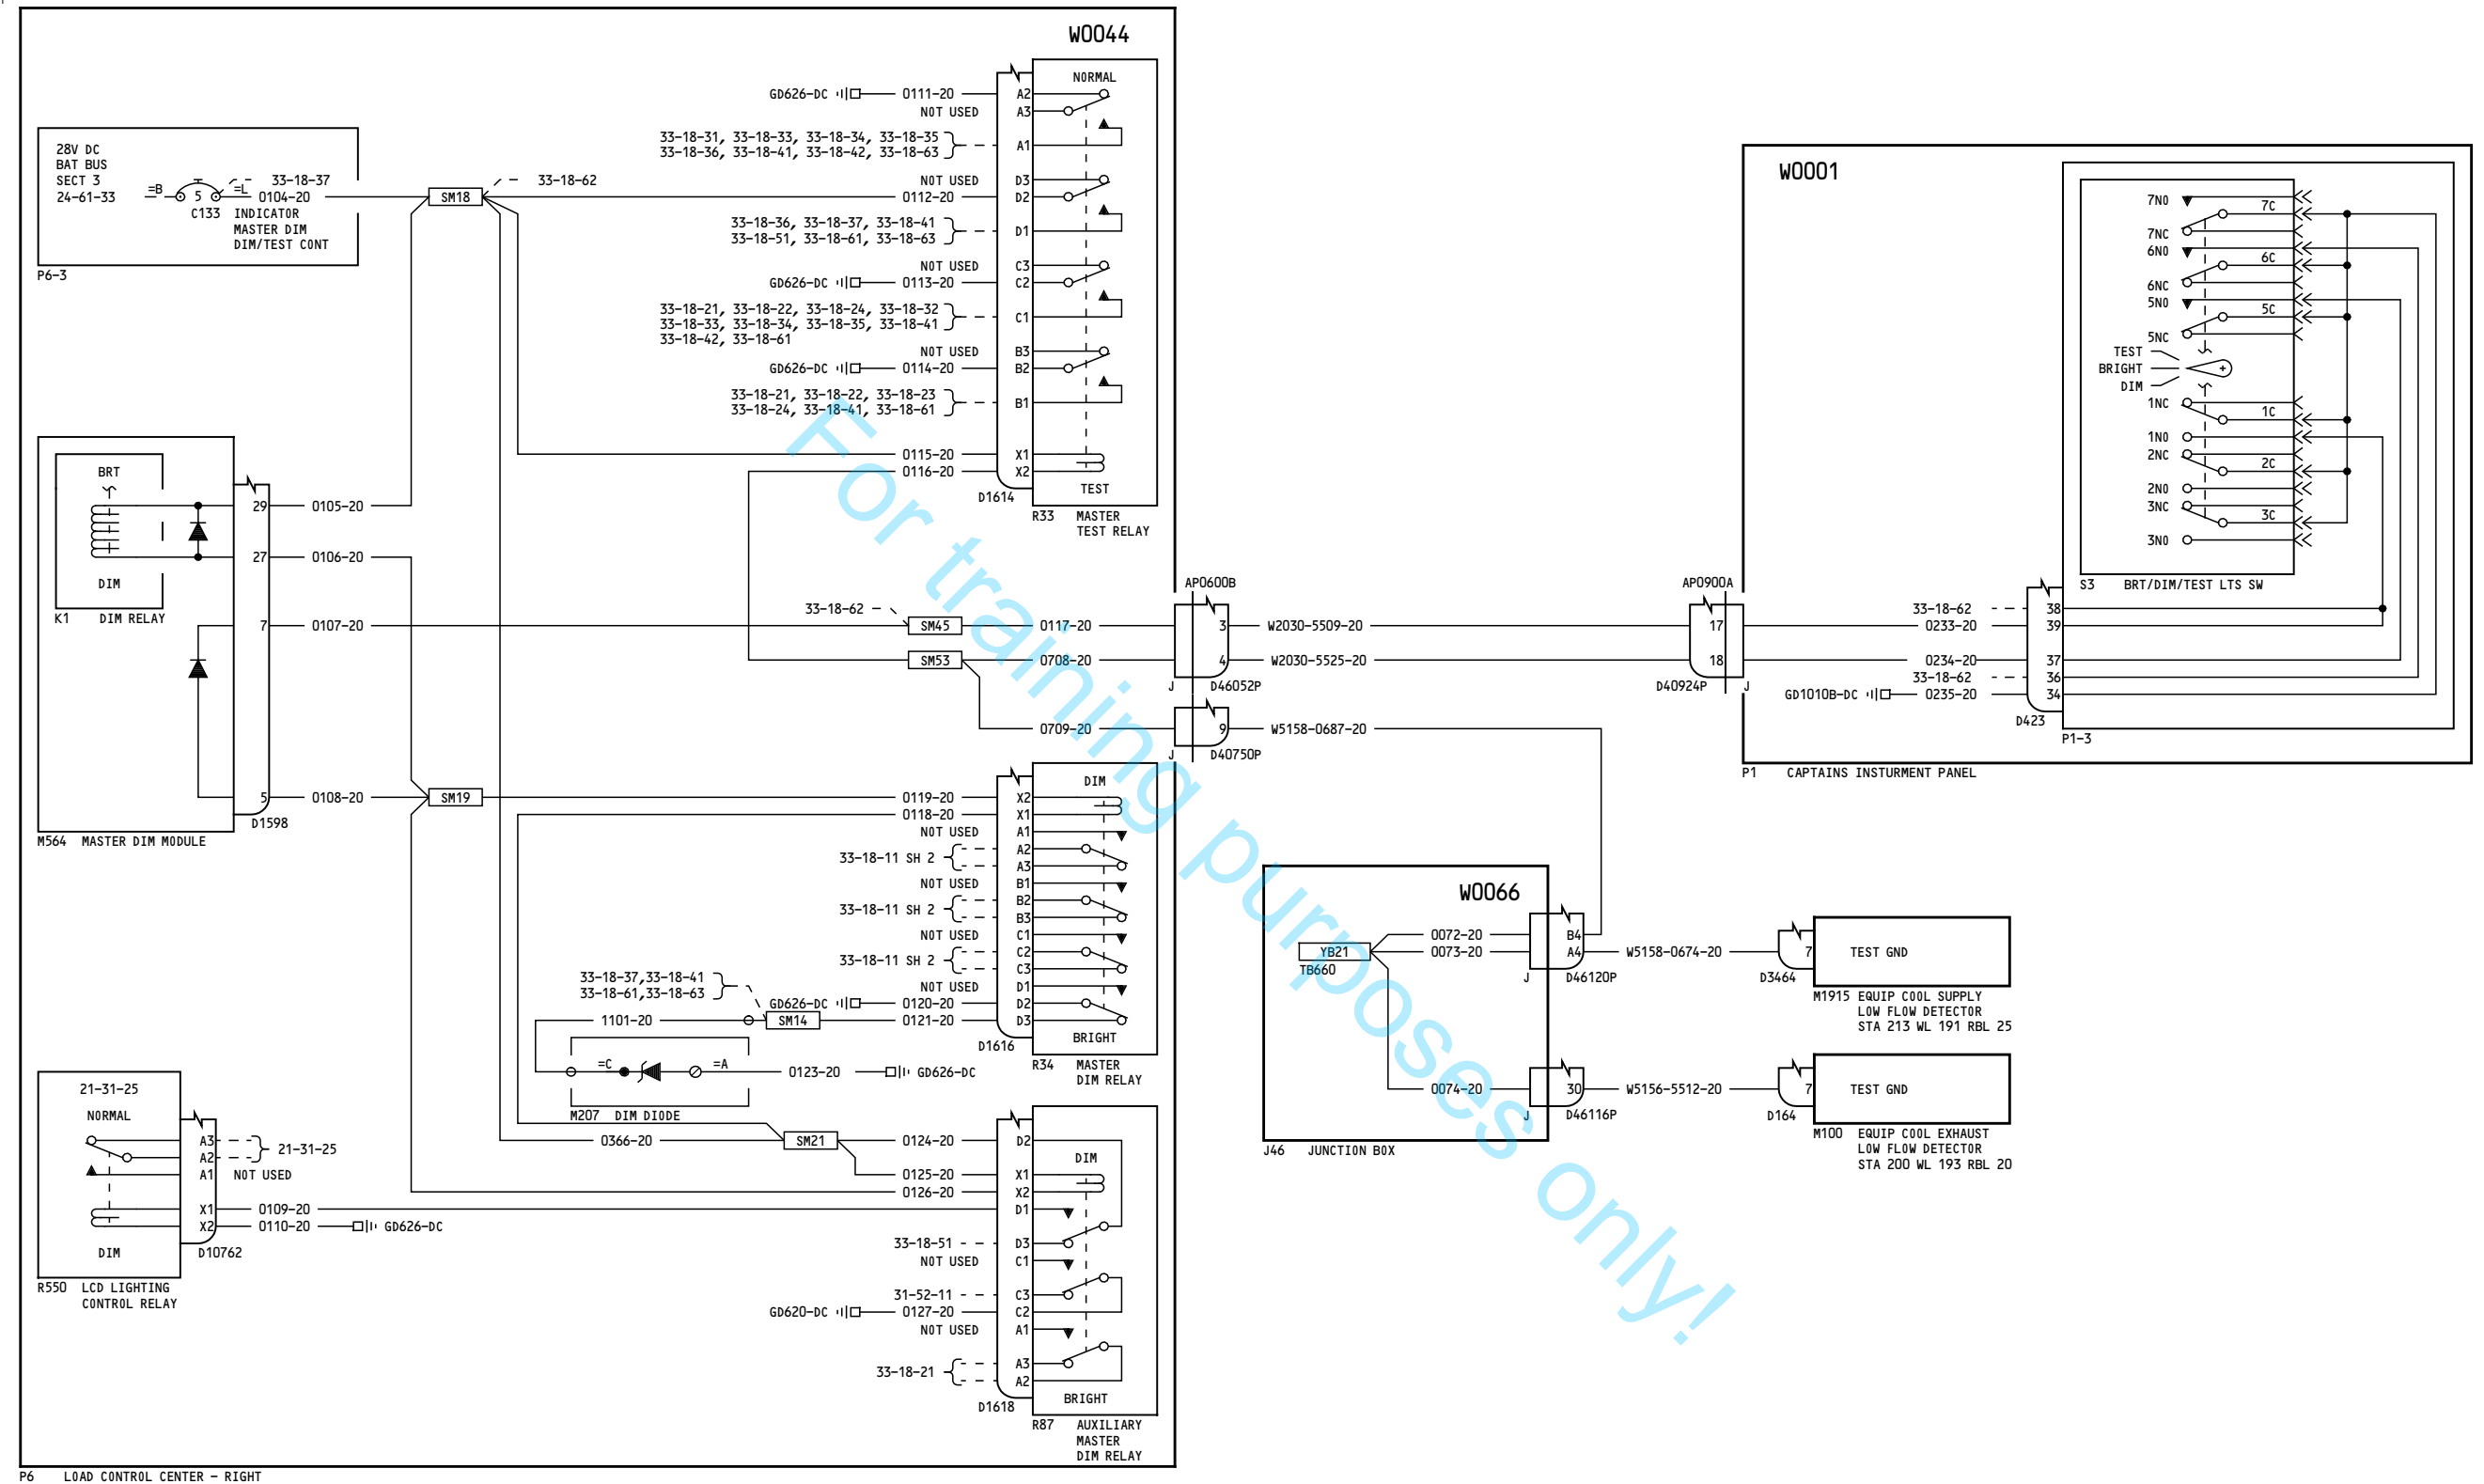 W0044
NORMAL
GD626-DC 0111-20 A2
NOT USED A3
33-18-31, 33-18-33, 33-18-34, 33-18-35
33-18-36, 33-18-41, 33-18-42, 33-18-63
A1
NOT USED D3
33-18-62
0112-20 D2
33-18-36, 33-18-37, 33-18-41
33-18-51, 33-18-61, 33-18-63
D1
NOT USED C3
GD626-DC 0113-20 C2
33-18-21, 33-18-22, 33-18-24, 33-18-32
33-18-33, 33-18-34, 33-18-35, 33-18-41
33-18-42, 33-18-61
C1
NOT USED B3
GD626-DC 0114-20 B2
33-18-21, 33-18-22, 33-18-23
33-18-24, 33-18-41, 33-18-61
B1
0115-20 X1
0116-20 X2
D1614
TEST
R33 MASTER
TEST RELAY
28V DC
BAT BUS
SECT 3
24-61-33
=B 5 =L
33-18-37
0104-20
C133 INDICATOR
MASTER DIM
DIM/TEST CONT
P6-3
SM18
BRT
DIM
K1 DIM RELAY
29 0105-20
27 0106-20
7 0107-20
5 0108-20
D1598
M564 MASTER DIM MODULE
SM19
33-18-62
SM45 0117-20
SM53 0708-20
0709-20
AP0600B
3 W2030-5509-20
4 W2030-5525-20
J D46052P
9 W5158-0687-20
J D40750P
AP0900A
17
18
D40924P J
W0001
7NO
7C
7NC
6NO
6C
6NC
5NO
5C
5NC
TEST
BRIGHT
DIM
1NC
1C
1NO
2NC
2C
2NO
3NC
3C
3NO
S3 BRT/DIM/TEST LTS SW
33-18-62 38
0233-20 39
0234-20 37
33-18-62 36
GD1010B-DC 0235-20 34
D423
P1-3
P1 CAPTAINS INSTURMENT PANEL
DIM
0119-20 X2
0118-20 X1
NOT USED A1
33-18-11 SH 2
A2
A3
NOT USED B1
33-18-11 SH 2
B2
B3
NOT USED C1
33-18-11 SH 2
C2
C3
NOT USED D1
33-18-37,33-18-41
33-18-61,33-18-63
GD626-DC 0120-20 D2
1101-20 SM14 0121-20 D3
D1616
BRIGHT
R34 MASTER
DIM RELAY
=C =A
0123-20 GD626-DC
M207 DIM DIODE
0366-20 SM21 0124-20 D2
DIM
0125-20 X1
0126-20 X2
D1
33-18-51 D3
NOT USED C1
31-52-11 C3
GD620-DC 0127-20 C2
NOT USED A1
33-18-21
A3
A2
D1618
BRIGHT
R87 AUXILIARY
MASTER
DIM RELAY
21-31-25
NORMAL
A3
A2
21-31-25
A1 NOT USED
X1 0109-20
X2 0110-20 GD626-DC
DIM
D10762
R550 LCD LIGHTING
CONTROL RELAY
P6 LOAD CONTROL CENTER - RIGHT
W0066
YB21
TB660
0072-20 B4
0073-20 A4
W5158-0674-20
J D46120P
0074-20 30
W5156-5512-20
J D46116P
J46 JUNCTION BOX
7 TEST GND
D3464
M1915 EQUIP COOL SUPPLY
LOW FLOW DETECTOR
STA 213 WL 191 RBL 25
7 TEST GND
D164
M100 EQUIP COOL EXHAUST
LOW FLOW DETECTOR
STA 200 WL 193 RBL 20
For training purposes only!